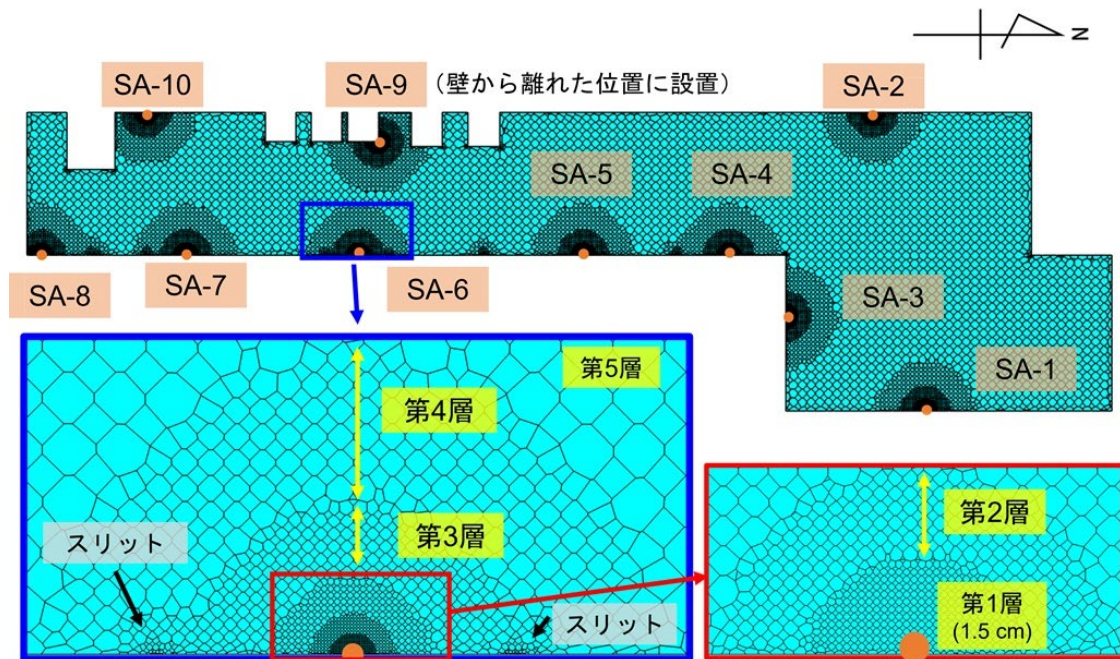 N
SA-10
SA-9
（壁から離れた位置に設置）
SA-2
SA-5
SA-4
SA-8
SA-7
SA-6
SA-3
SA-1
第5層
第4層
第3層
スリット
スリット
第2層
第1層
(1.5 cm)